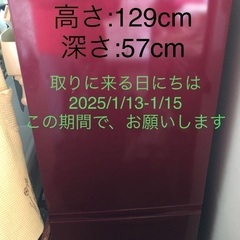 高さ:129cm
深さ:57cm
取りに来る日にちは
2025/1/13-1/15
この期間で、お願いします